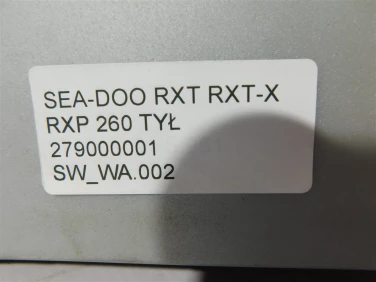 SEA-DOO RXT RXT-X
RXP 260 TYŁ
279000001
SW_WA.002